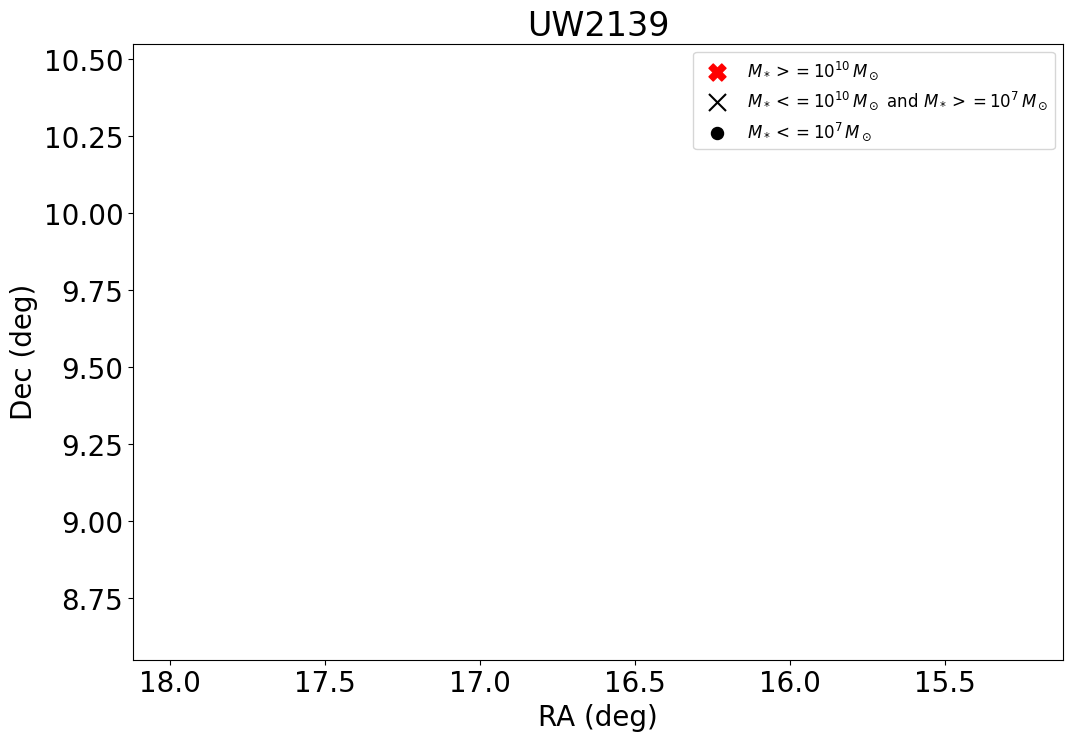 UW2139
10.50
10.25
10.00
9.75
9.50
9.25
9.00
8.75
Dec (deg)
M* >= 10^10 M⊙
M* <= 10^10 M⊙ and M* >= 10^7 M⊙
M* <= 10^7 M⊙
18.0 17.5 17.0 16.5 16.0 15.5
RA (deg)